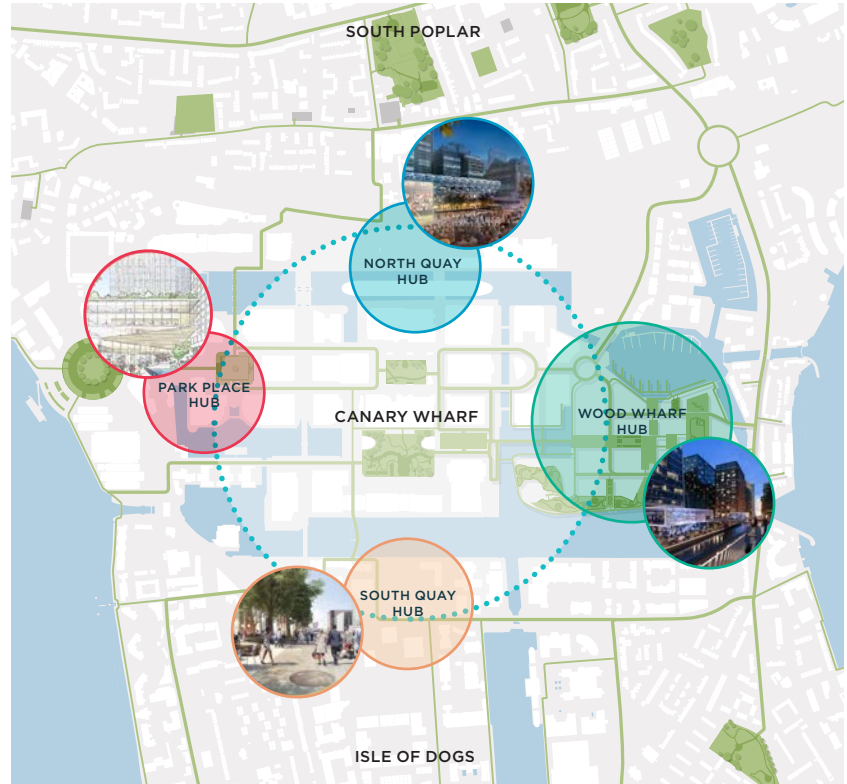 SOUTH POPLAR
NORTH QUAY
HUB
PARK PLACE
HUB
CANARY WHARF
WOOD WHARF
HUB
SOUTH QUAY
HUB
ISLE OF DOGS